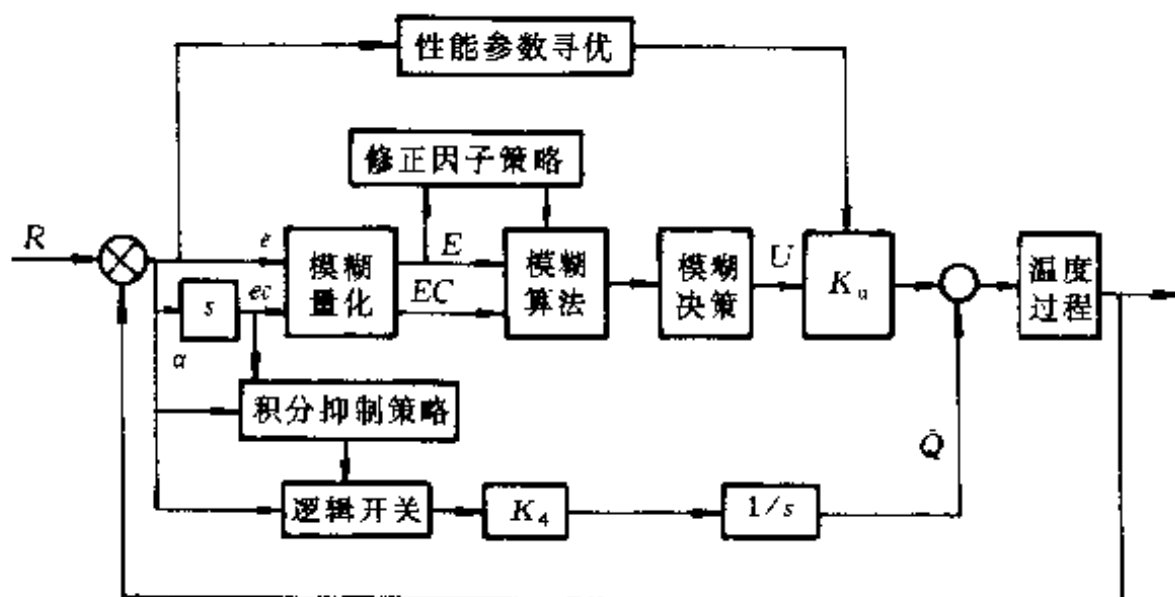 性能参数寻优
修正因子策略
R
e
模糊
量化
E
EC
模糊
算法
模糊
决策
U
Ku
温度
过程
s
ec
α
积分抑制策略
逻辑开关
K4
1/s
Q